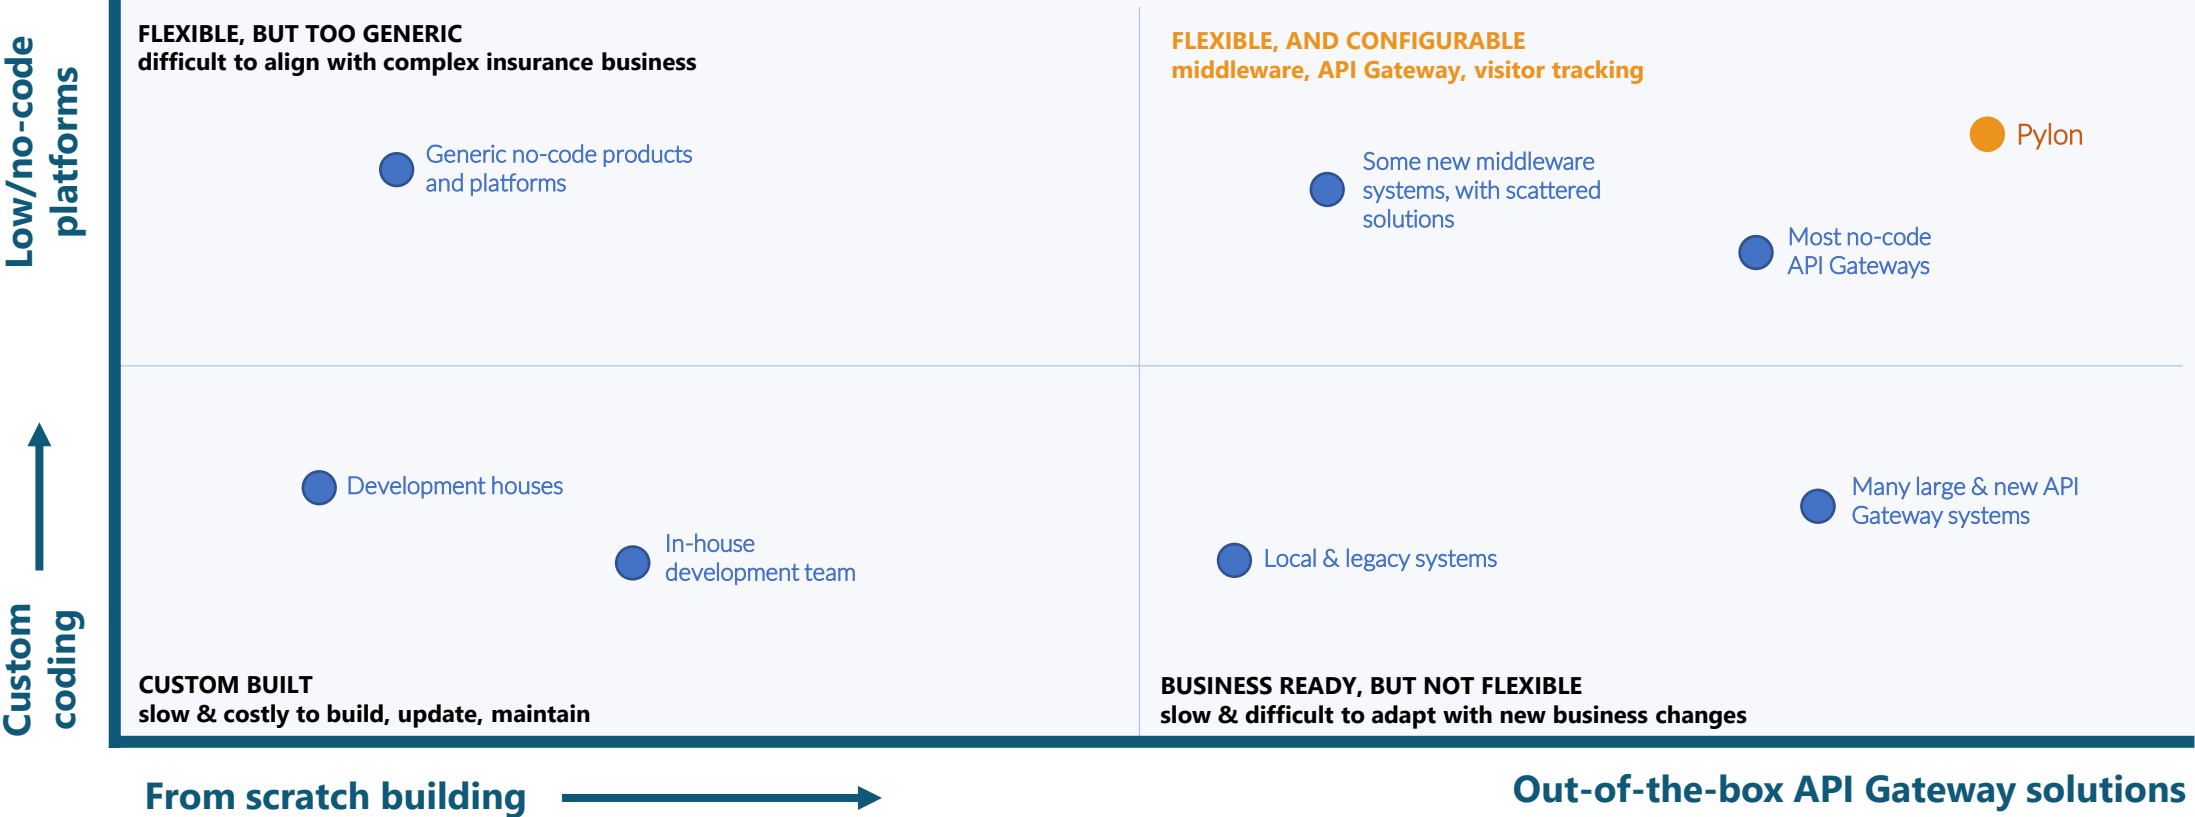 Low/no-code
platforms
FLEXIBLE, BUT TOO GENERIC
difficult to align with complex insurance business
Generic no-code products
and platforms
FLEXIBLE, AND CONFIGURABLE
middleware, API Gateway, visitor tracking
Pylon
Some new middleware
systems, with scattered
solutions
Most no-code
API Gateways
Custom
coding
Development houses
In-house
development team
CUSTOM BUILT
slow & costly to build, update, maintain
Many large & new API
Gateway systems
Local & legacy systems
BUSINESS READY, BUT NOT FLEXIBLE
slow & difficult to adapt with new business changes
From scratch building
Out-of-the-box API Gateway solutions